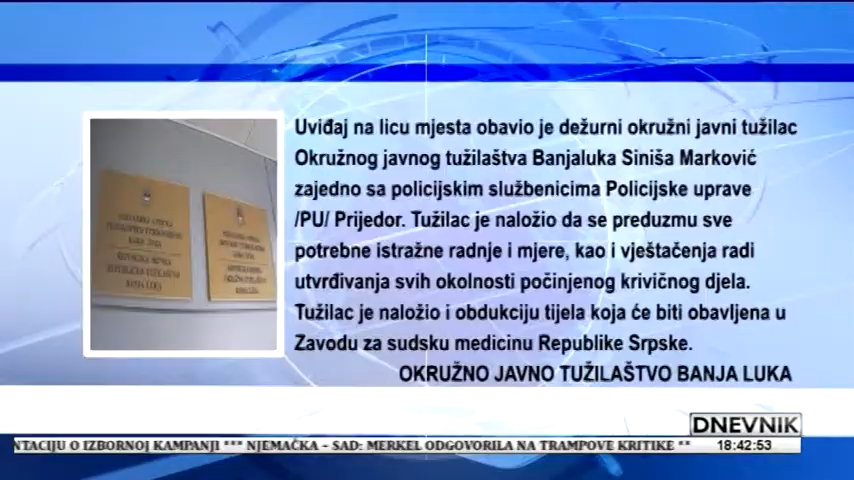 Uviđaj na licu mjesta obavio je dežurni okružni javni tužilac
Okružnog javnog tužilaštva Banjaluka Siniša Marković
zajedno sa policijskim službenicima Policijske uprave
/PU/ Prijedor. Tužilac je naložio da se preduzmu sve
potrebne istražne radnje i mjere, kao i vještačenja radi
utvrđivanja svih okolnosti počinjenog krivičnog djela.
Tužilac je naložio i obdukciju tijela koja će biti obavljena u
Zavodu za sudsku medicinu Republike Srpske.
OKRUŽNO JAVNO TUŽILAŠTVO BANJA LUKA
DNEVNIK
NTACIJU O IZBORNOJ KAMPANJI *** NJEMAČKA – SAD: MERKEL ODGOVORILA NA TRAMPOVE KRITIKE **
18:42:53